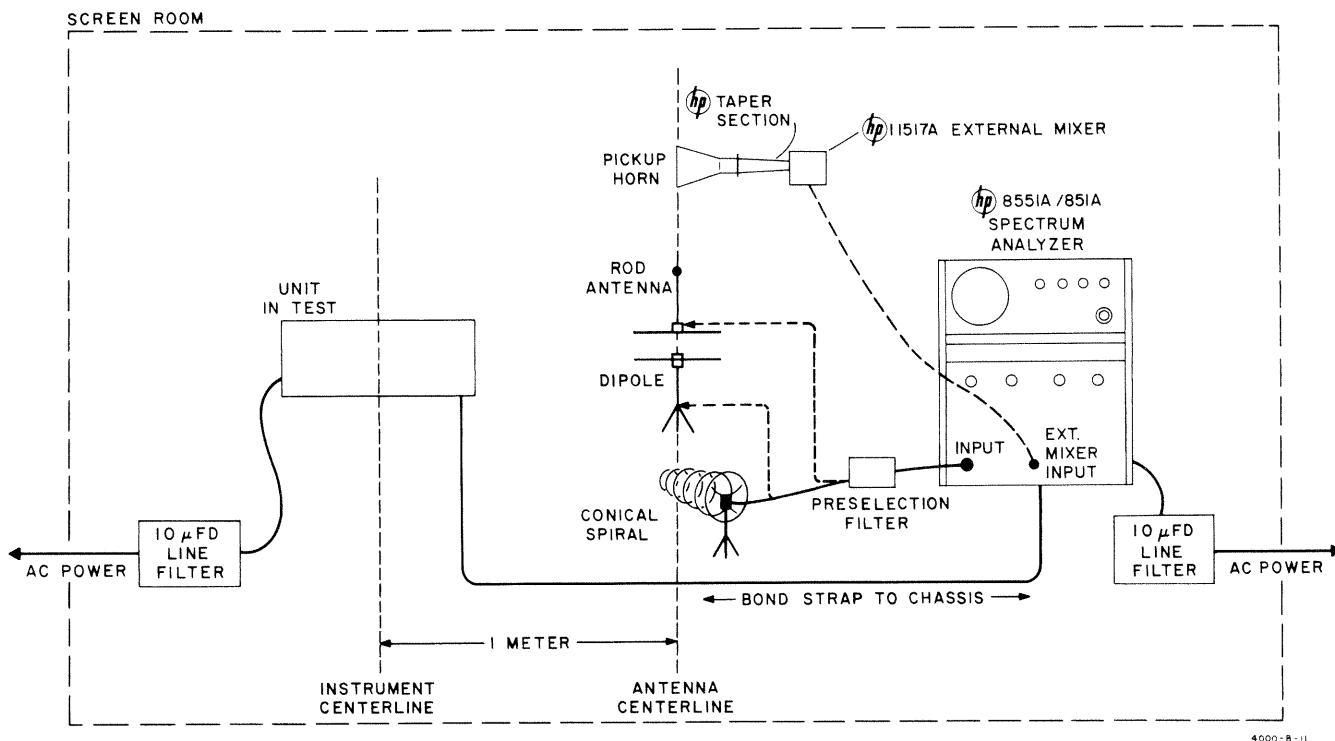 SCREEN ROOM
hp TAPER
SECTION
hp 11517A EXTERNAL MIXER
PICKUP
HORN
hp 8551A/851A
SPECTRUM
ANALYZER
ROD
ANTENNA
UNIT
IN TEST
DIPOLE
INPUT
EXT.
MIXER
INPUT
PRESELECTION
FILTER
CONICAL
SPIRAL
10 μFD
LINE
FILTER
AC POWER
10 μFD
LINE
FILTER
AC POWER
BOND STRAP TO CHASSIS
1 METER
INSTRUMENT
CENTERLINE
ANTENNA
CENTERLINE
4000-B-11